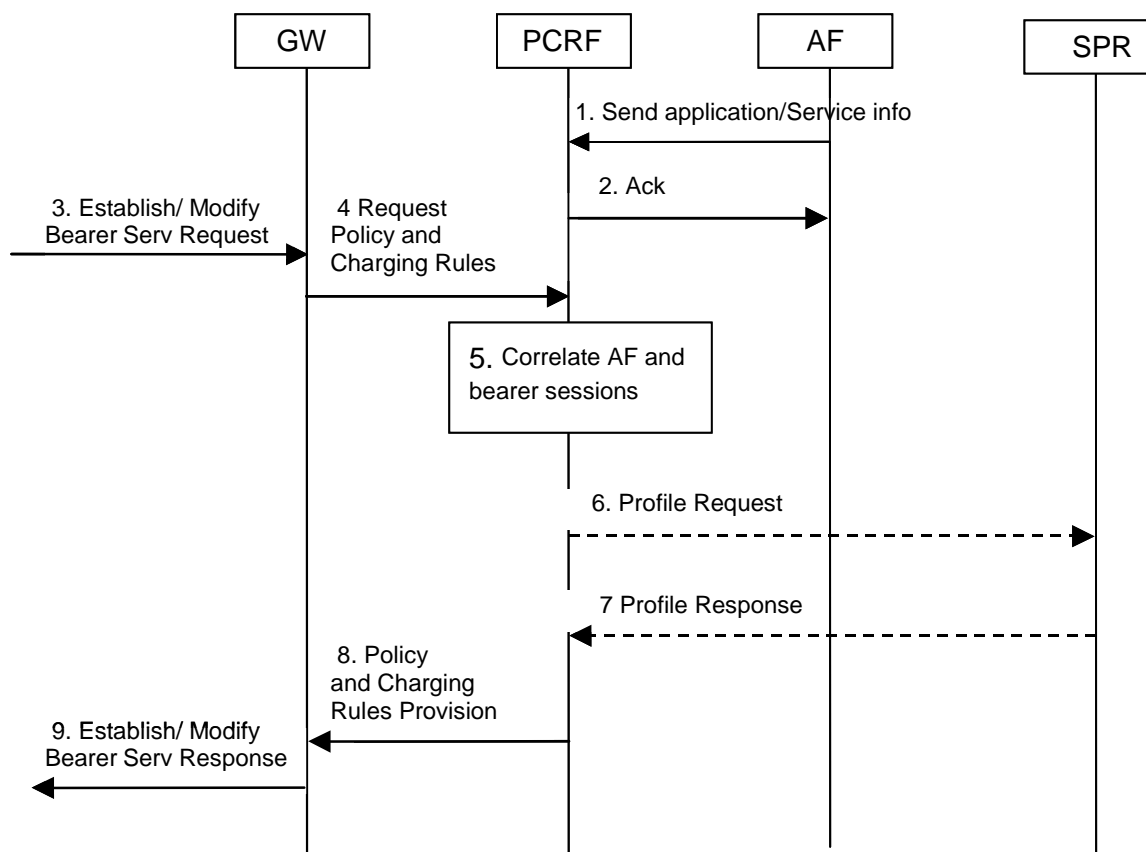 GW
PCRF
AF
SPR
1. Send application/Service info
2. Ack
3. Establish/ Modify
Bearer Serv Request
4 Request
Policy and
Charging Rules
5. Correlate AF and
bearer sessions
6. Profile Request
7 Profile Response
8. Policy
and Charging
Rules Provision
9. Establish/ Modify
Bearer Serv Response